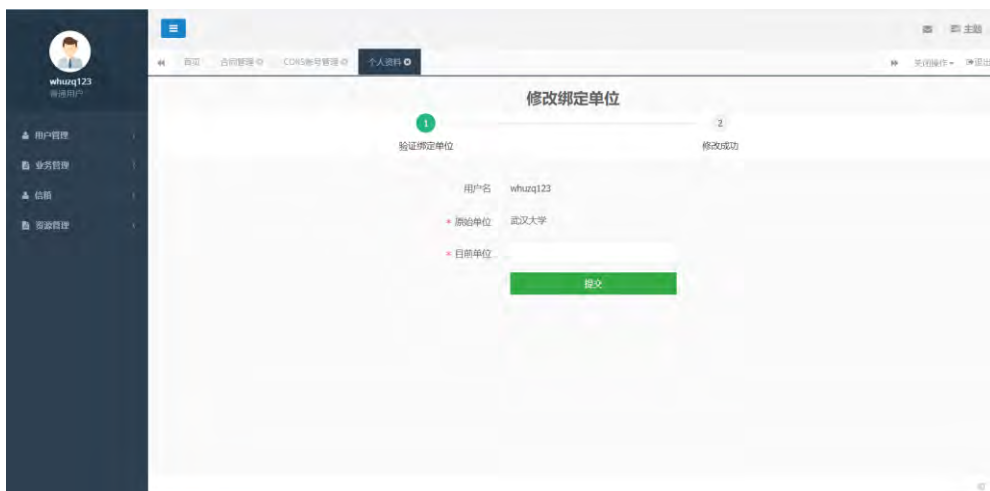 主题
首页 合同管理 CORS账号管理 个人资料 关闭操作 退出
whuzq123
普通用户
用户管理
业务管理
信箱
资源管理
修改绑定单位
1 2
验证绑定单位 修改成功
用户名 whuzq123
* 原始单位 武汉大学
* 目前单位
提交